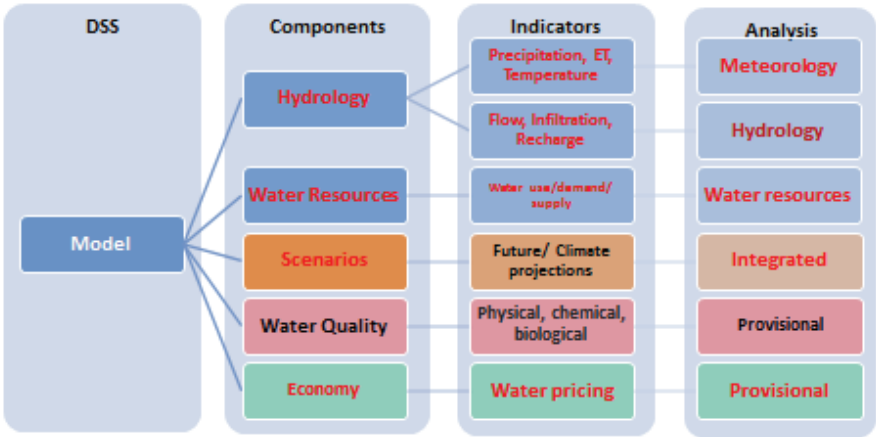 DSS
Components
Indicators
Analysis
Model
Hydrology
Precipitation, ET,
Temperature
Meteorology
Flow, Infiltration,
Recharge
Hydrology
Water Resources
Water use/demand/
supply
Water resources
Scenarios
Future/ Climate
projections
Integrated
Water Quality
Physical, chemical,
biological
Provisional
Economy
Water pricing
Provisional